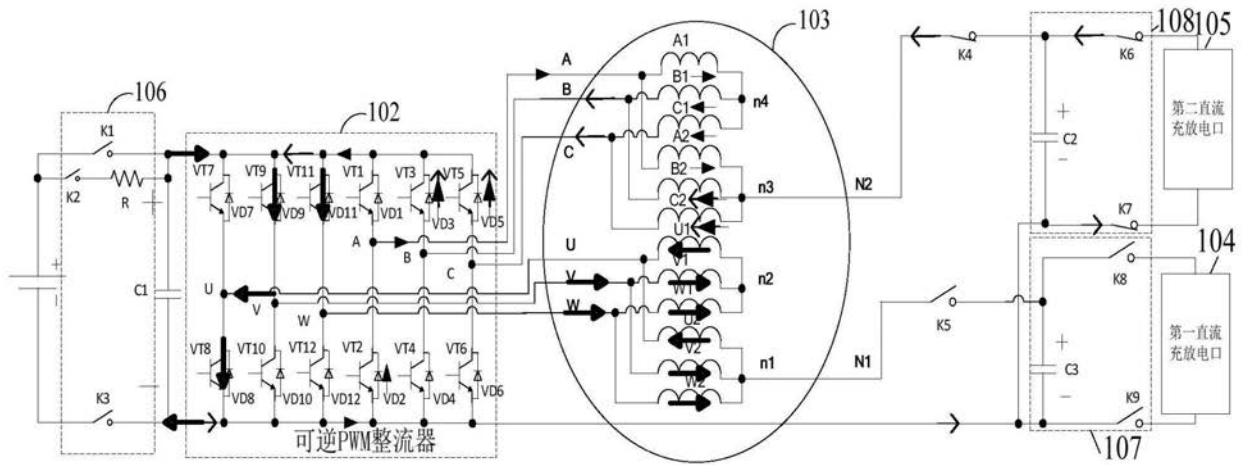 106
102
103
108
105
104
107
K1
K2
R
K3
C1
VT7
VT9
VT11
VT1
VT3
VT5
VD7
VD9
VD11
VD1
VD3
VD5
A
B
C
U
V
W
VT8
VT10
VT12
VT2
VT4
VT6
VD8
VD10
VD12
VD2
VD4
VD6
可逆PWM整流器
A
B
C
U
V
W
A1
B1
C1
A2
B2
C2
U1
V1
W1
U2
V2
W2
n4
n3
n2
n1
N2
N1
K4
K5
K6
K7
K8
K9
C2
C3
第二直流
充放电口
第一直流
充放电口